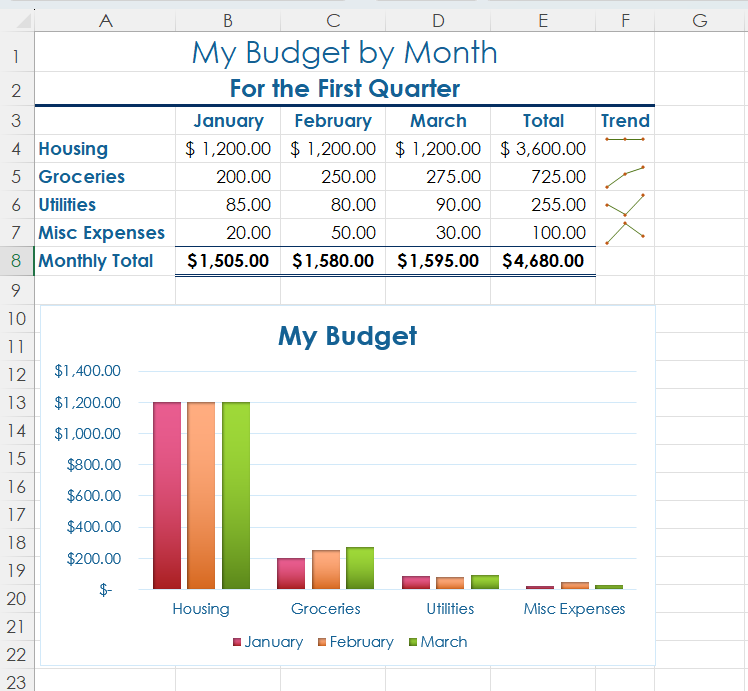 A B C D E F G
1 My Budget by Month
2 For the First Quarter
3 January February March Total Trend
4 Housing $ 1,200.00 $ 1,200.00 $ 1,200.00 $ 3,600.00
5 Groceries 200.00 250.00 275.00 725.00
6 Utilities 85.00 80.00 90.00 255.00
7 Misc Expenses 20.00 50.00 30.00 100.00
8 Monthly Total $1,505.00 $1,580.00 $1,595.00 $4,680.00
9
10
11 My Budget
12 $1,400.00
13 $1,200.00
14 $1,000.00
15 $800.00
16 $600.00
17 $400.00
18
19 $200.00
20 $-
Housing Groceries Utilities Misc Expenses
21
22 January February March
23